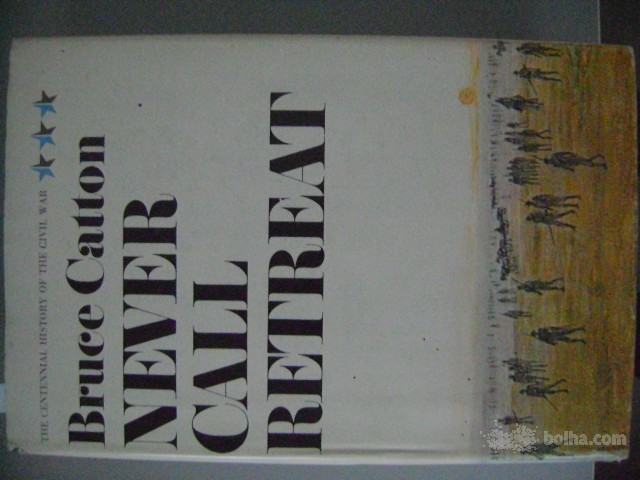 THE CENTENNIAL HISTORY OF THE CIVIL WAR
Bruce Catton
NEVER
CALL
RETREAT
bolha.com